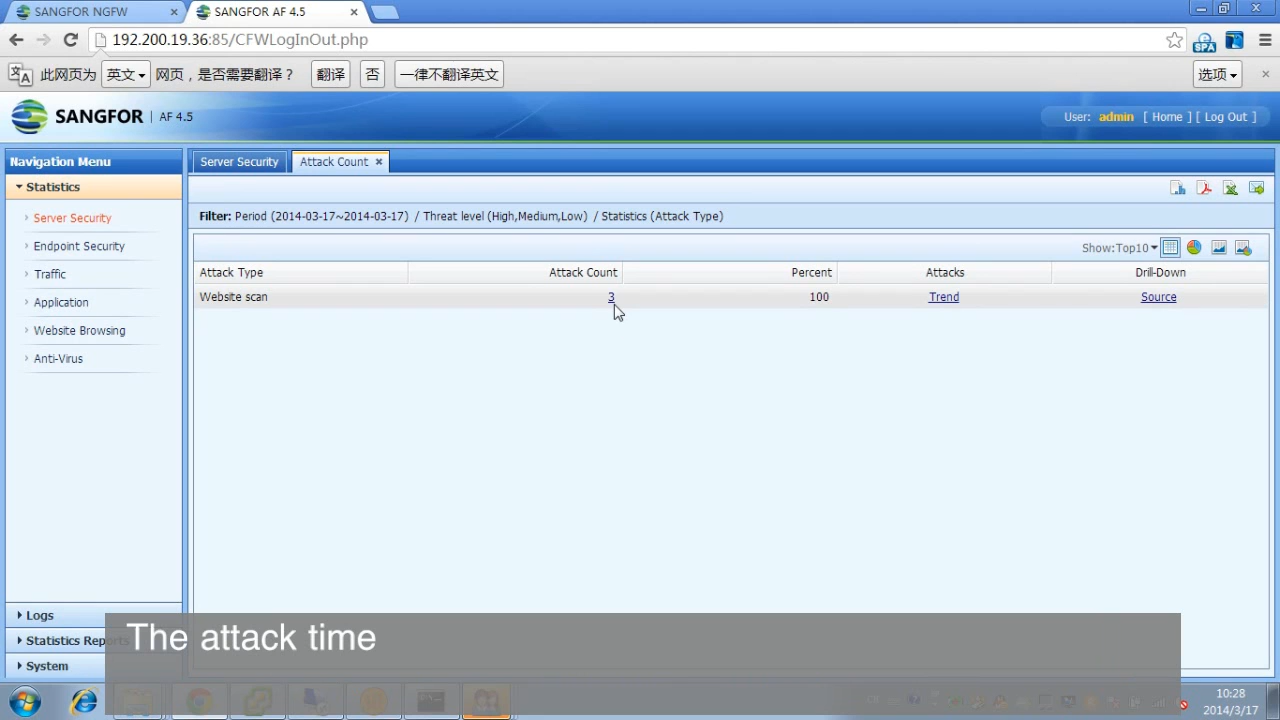 SANGFOR NGFW
SANGFOR AF 4.5
192.200.19.36:85/CFWLogInOut.php
此网页为 英文 网页，是否需要翻译？ 翻译 否 一律不翻译英文 选项
SANGFOR | AF 4.5
User: admin [ Home ] [ Log Out ]
Navigation Menu
Statistics
Server Security
Endpoint Security
Traffic
Application
Website Browsing
Anti-Virus
Logs
Statistics Rep
System
Server Security
Attack Count
Filter: Period (2014-03-17~2014-03-17) / Threat level (High,Medium,Low) / Statistics (Attack Type)
Show:Top10
Attack Type Attack Count Percent Attacks Drill-Down
Website scan 3 100 Trend Source
The attack time
10:28
2014/3/17